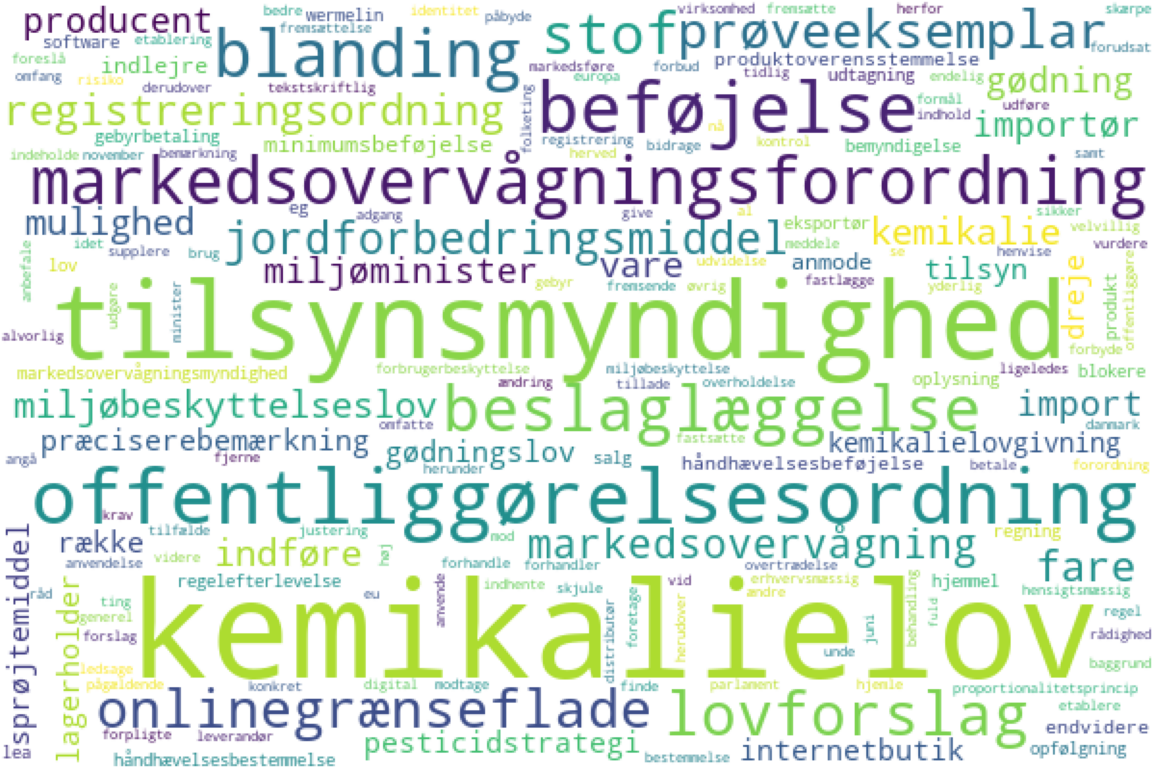 producent
bedre
wermelin
identitet
påbyde
virksomhed
fremsætte
herfor
skærpe
software
etablering
fremsættelse
blanding
stof
prøveeksemplar
forudsat
foreslå
indlejre
markedsføre
forbud
produktoverensstemmelse
omfang
risiko
derudover
tekstskriftlig
europa
tidlig
udtagning
endelig
gødning
registreringsordning
folketing
beføjelse
formål
indhold
udføre
importør
gebyrbetaling
minimumsbeføjelse
registrering
bidrage
nå
kontrol
bemyndigelse
indeholde
november
bemærkning
herved
samt
markedsovervågningsforordning
mulighed
eg
adgang
give
al
eksportør
kemikalie
sikker
velvillig
anbefale
idet
supplere
brug
jordforbedringsmiddel
meddele
se
henvise
vurdere
lov
miljøminister
gebyr
vare
udvidelse
anmode
tilsyn
fremsende
øvrig
fastlægge
yderlig
dreje
produkt
offentliggøre
udgøre
minister
tilsynsmyndighed
alvorlig
forbyde
markedsovervågningsmyndighed
forbrugerbeskyttelse
miljøbeskyttelse
ligeledes
blokere
ændring
tillade
overholdelse
oplysning
miljøbeskyttelseslov
beslaglæggelse
import
omfatte
danmark
præciserebemærkning
gødningslov
fastsætte
kemikalielovgivning
angå
fjerne
herunder
salg
håndhævelsesbeføjelse
betale
forordning
offentliggørelsesordning
krav
sprøjtemiddel
række
tilfælde
justering
mod
markedsovervågning
regning
anvendelse
videre
indføre
høj
forhandle
forhandler
overtrædelse
fare
råd
lagerholder
ting
regelefterlevelse
anvende
indhente
skjule
vid
erhvervsmæssig
ændre
behandling
hjemmel
hensigtsmæssig
generel
eu
foretage
fuld
regel
forslag
kemikalielov
distributør
herudover
unde
juni
rådighed
ledsage
baggrund
pågældende
konkret
digital
modtage
finde
parlament
hjemle
proportionalitetsprincip
onlinegrænseflade
lovforslag
etablere
endvidere
lea
forpligte
leverandør
pesticidstrategi
internetbutik
opfølgning
håndhævelsesbestemmelse
bestemmelse